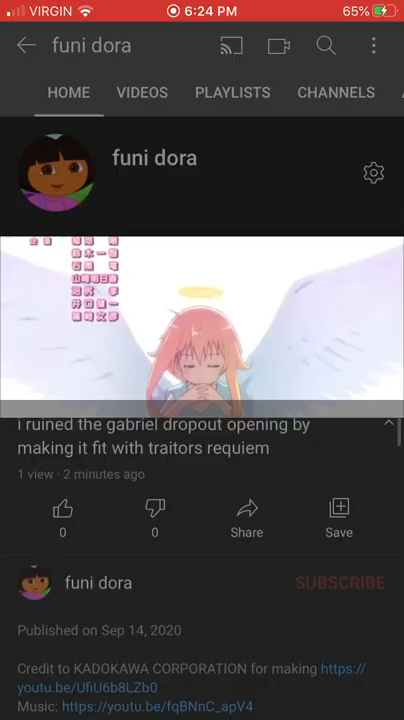 VIRGIN 6:24 PM 65%
funi dora
HOME VIDEOS PLAYLISTS CHANNELS
funi dora
i ruined the gabriel dropout opening by
making it fit with traitors requiem
1 view · 2 minutes ago
0 0 Share Save
funi dora SUBSCRIBE
Published on Sep 14, 2020
Credit to KADOKAWA CORPORATION for making https://
youtu.be/UfiU6b8LZb0
Music: https://youtu.be/fqBNnC_apV4